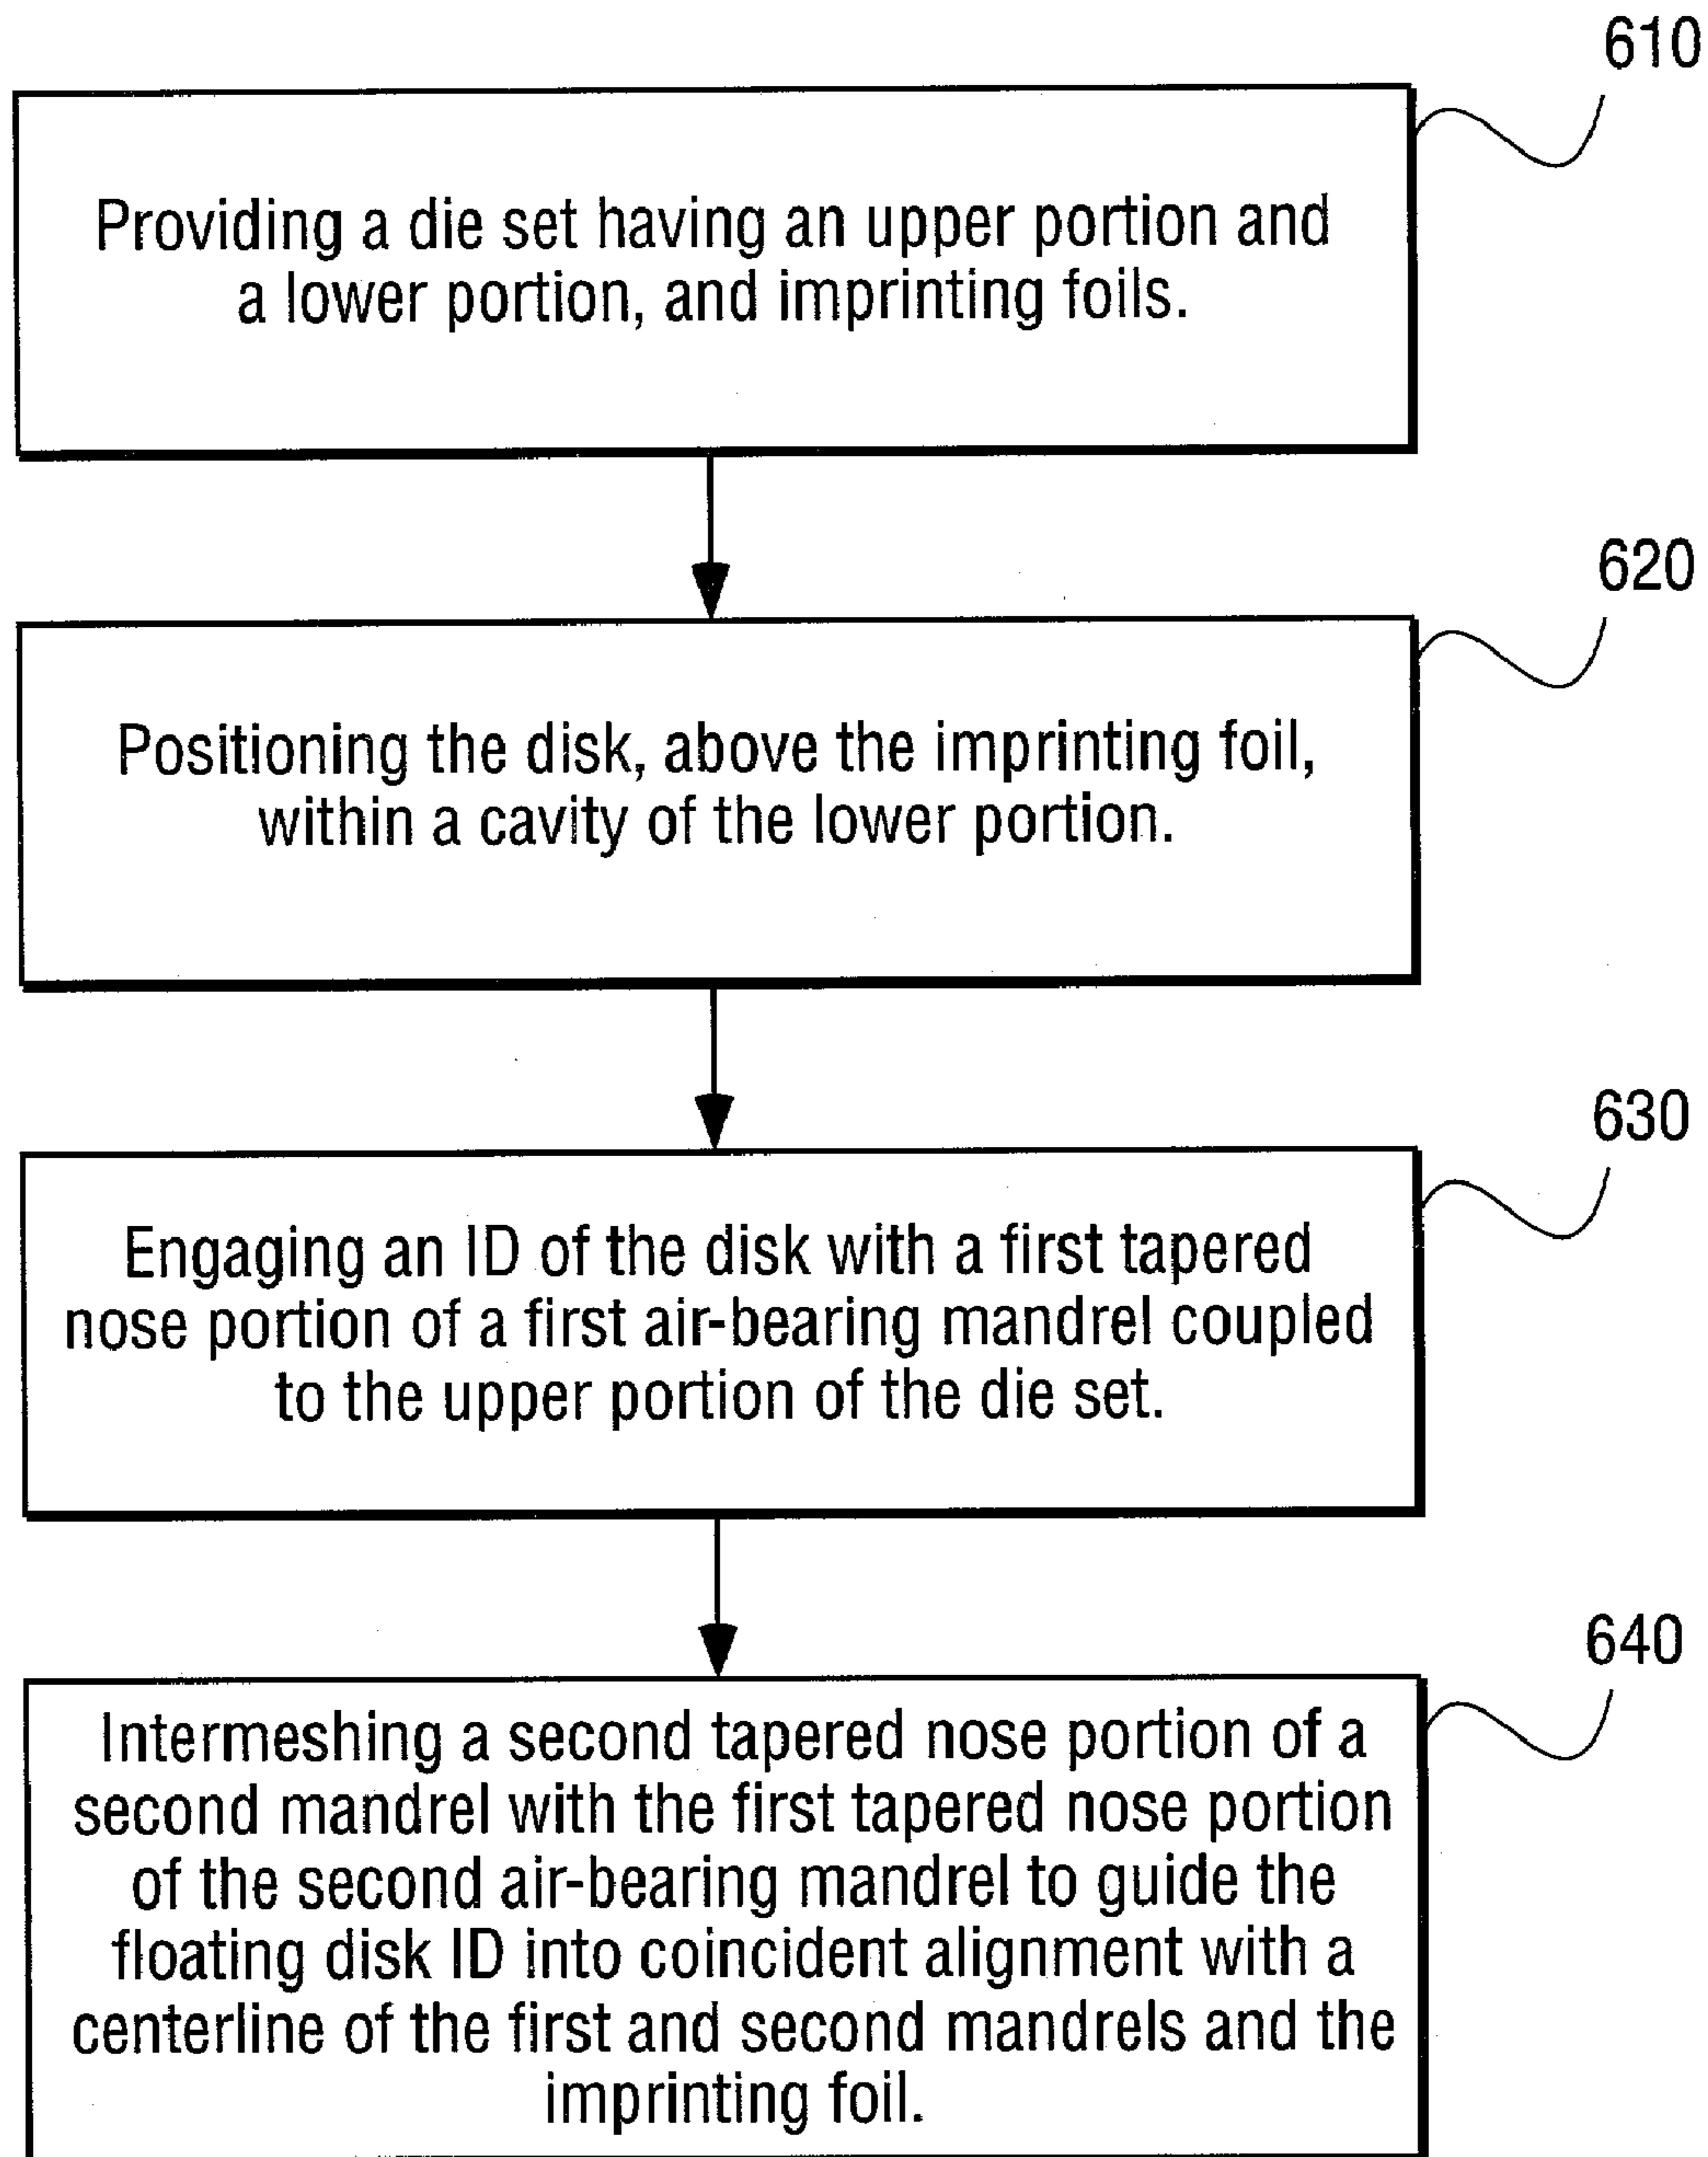 610
Providing a die set having an upper portion and
a lower portion, and imprinting foils.
620
Positioning the disk, above the imprinting foil,
within a cavity of the lower portion.
630
Engaging an ID of the disk with a first tapered
nose portion of a first air-bearing mandrel coupled
to the upper portion of the die set.
640
Intermeshing a second tapered nose portion of a
second mandrel with the first tapered nose portion
of the second air-bearing mandrel to guide the
floating disk ID into coincident alignment with a
centerline of the first and second mandrels and the
imprinting foil.